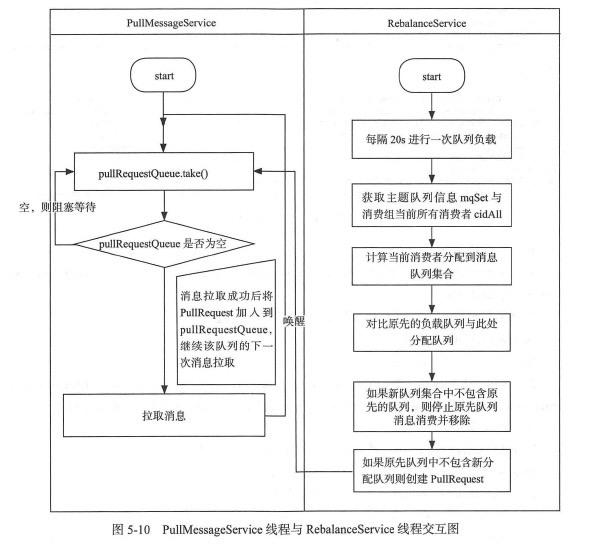 PullMessageService
start
pullRequestQueue.take()
空，则阻塞等待
pullRequestQueue 是否为空
消息拉取成功后将
PullRequest 加入到
pullRequestQueue，
继续该队列的下一
次消息拉取
拉取消息
唤醒
RebalanceService
start
每隔 20s 进行一次队列负载
获取主题队列信息 mqSet 与
消费组当前所有消费者 cidAll
计算当前消费者分配到消息
队列集合
对比原先的负载队列与此处
分配队列
如果新队列集合中不包含原
先的队列，则停止原先队列
消息消费并移除
如果原先队列中不包含新分
配队列则创建 PullRequest
图 5-10 PullMessageService 线程与 RebalanceService 线程交互图